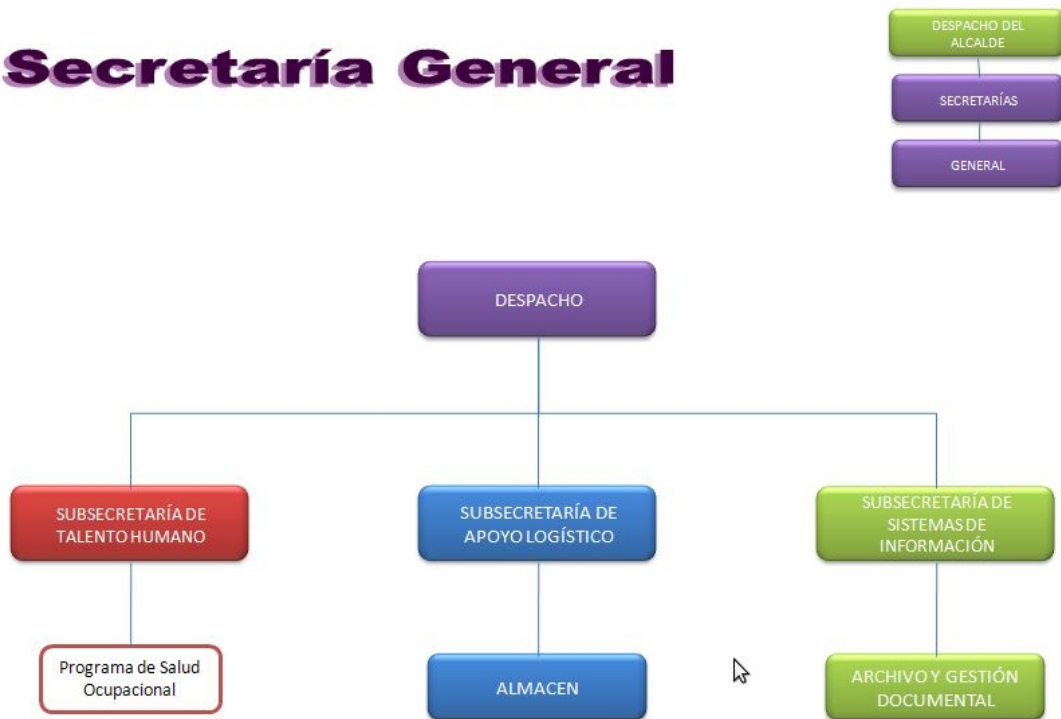 Secretaría General
DESPACHO DEL
ALCALDE
SECRETARÍAS
GENERAL
DESPACHO
SUBSECRETARÍA DE
TALENTO HUMANO
SUBSECRETARÍA DE
APOYO LOGÍSTICO
SUBSECRETARÍA DE
SISTEMAS DE
INFORMACIÓN
Programa de Salud
Ocupacional
ALMACEN
ARCHIVO Y GESTIÓN
DOCUMENTAL